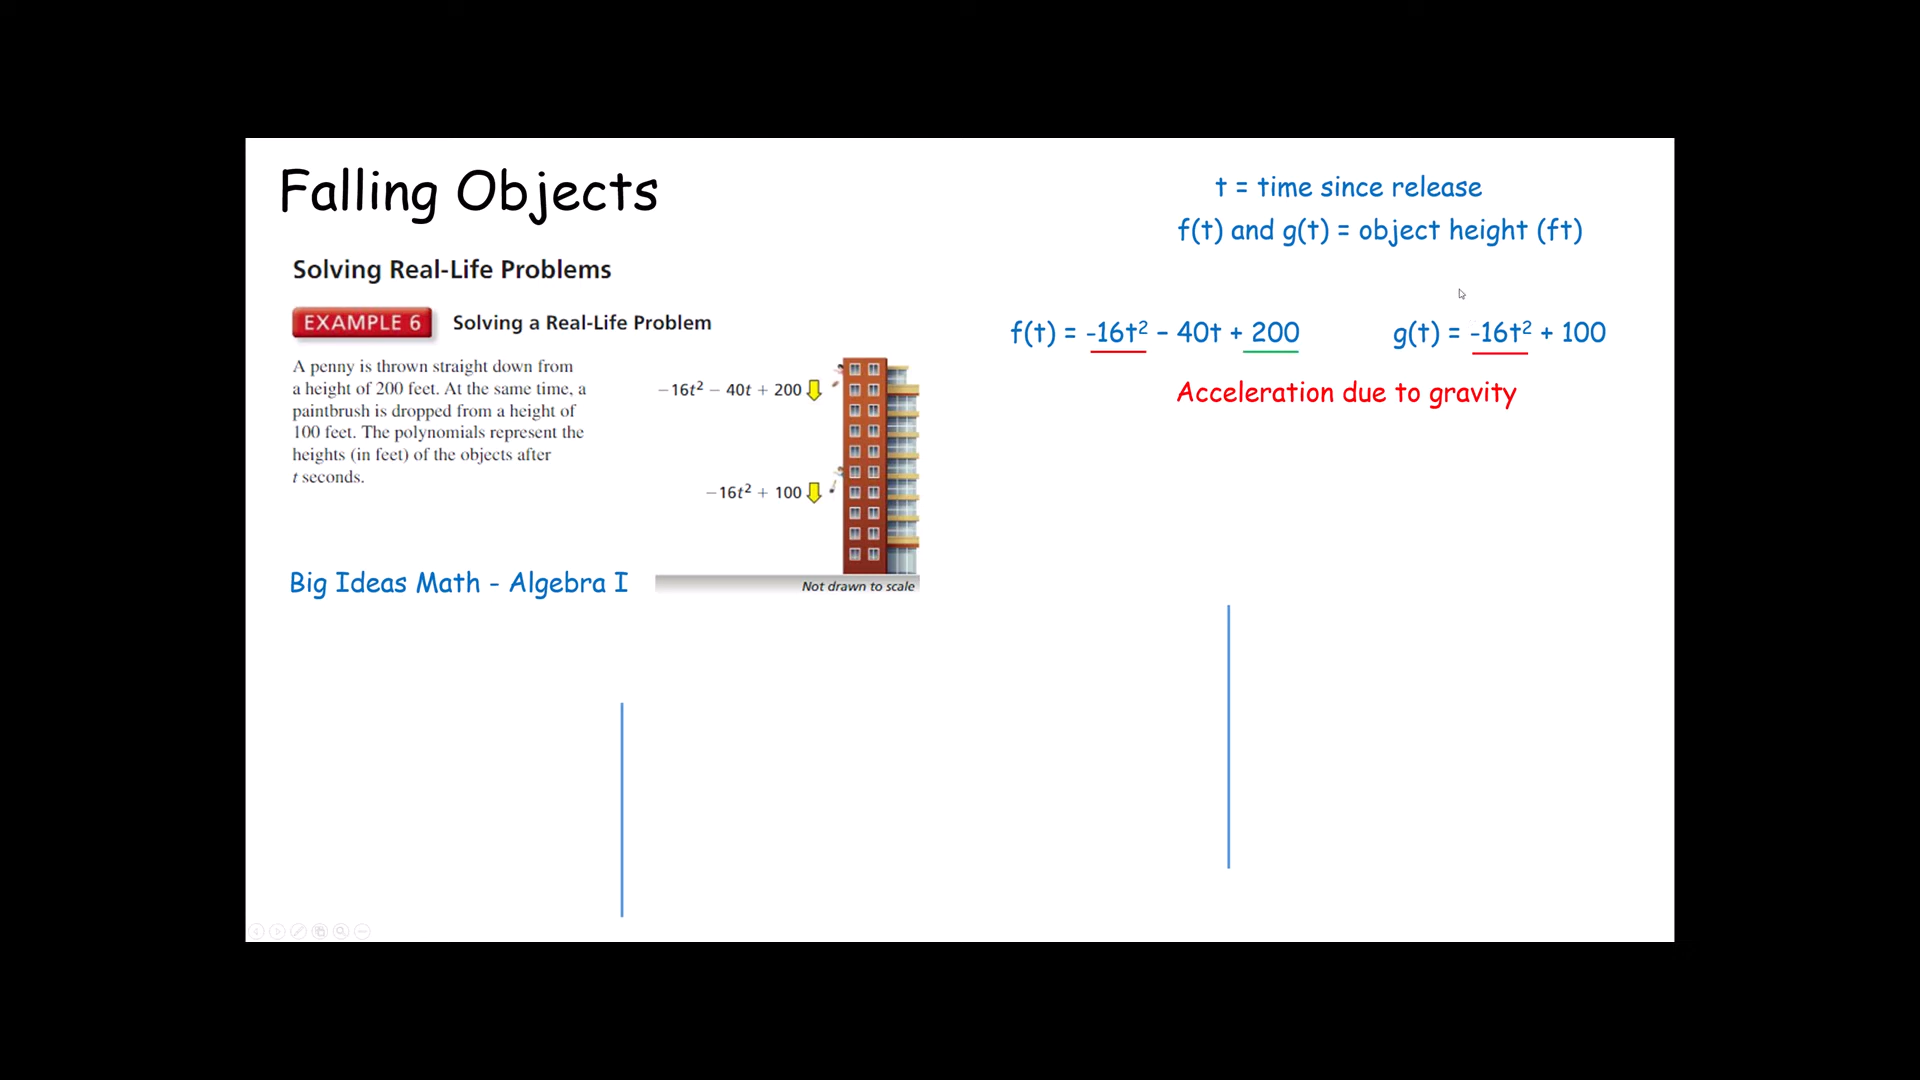 Falling Objects
t = time since release
f(t) and g(t) = object height (ft)
Solving Real-Life Problems
EXAMPLE 6 Solving a Real-Life Problem
f(t) = -16t² – 40t + 200
g(t) = -16t² + 100
Acceleration due to gravity
A penny is thrown straight down from
a height of 200 feet. At the same time, a
paintbrush is dropped from a height of
100 feet. The polynomials represent the
heights (in feet) of the objects after
t seconds.
−16t² − 40t + 200
−16t² + 100
Not drawn to scale
Big Ideas Math - Algebra I